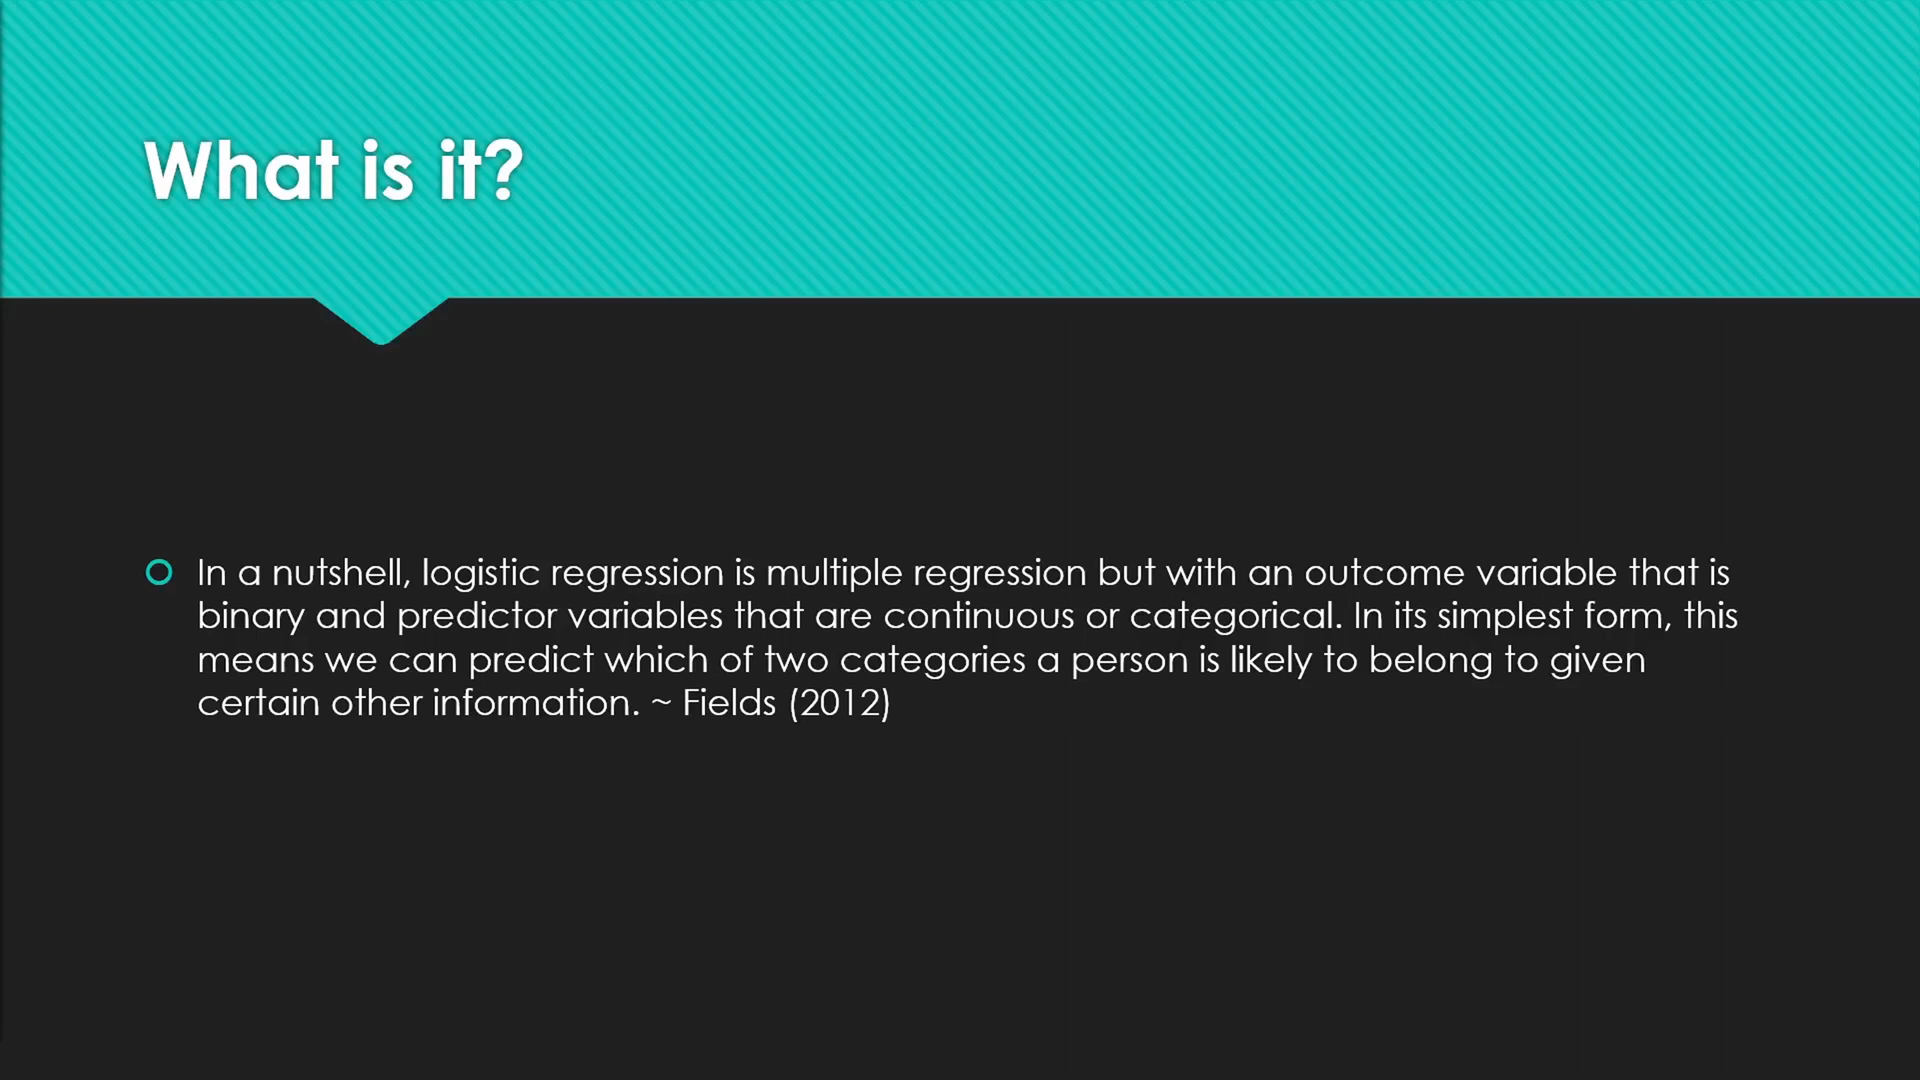 What is it?
In a nutshell, logistic regression is multiple regression but with an outcome variable that is
binary and predictor variables that are continuous or categorical. In its simplest form, this
means we can predict which of two categories a person is likely to belong to given
certain other information. ~ Fields (2012)